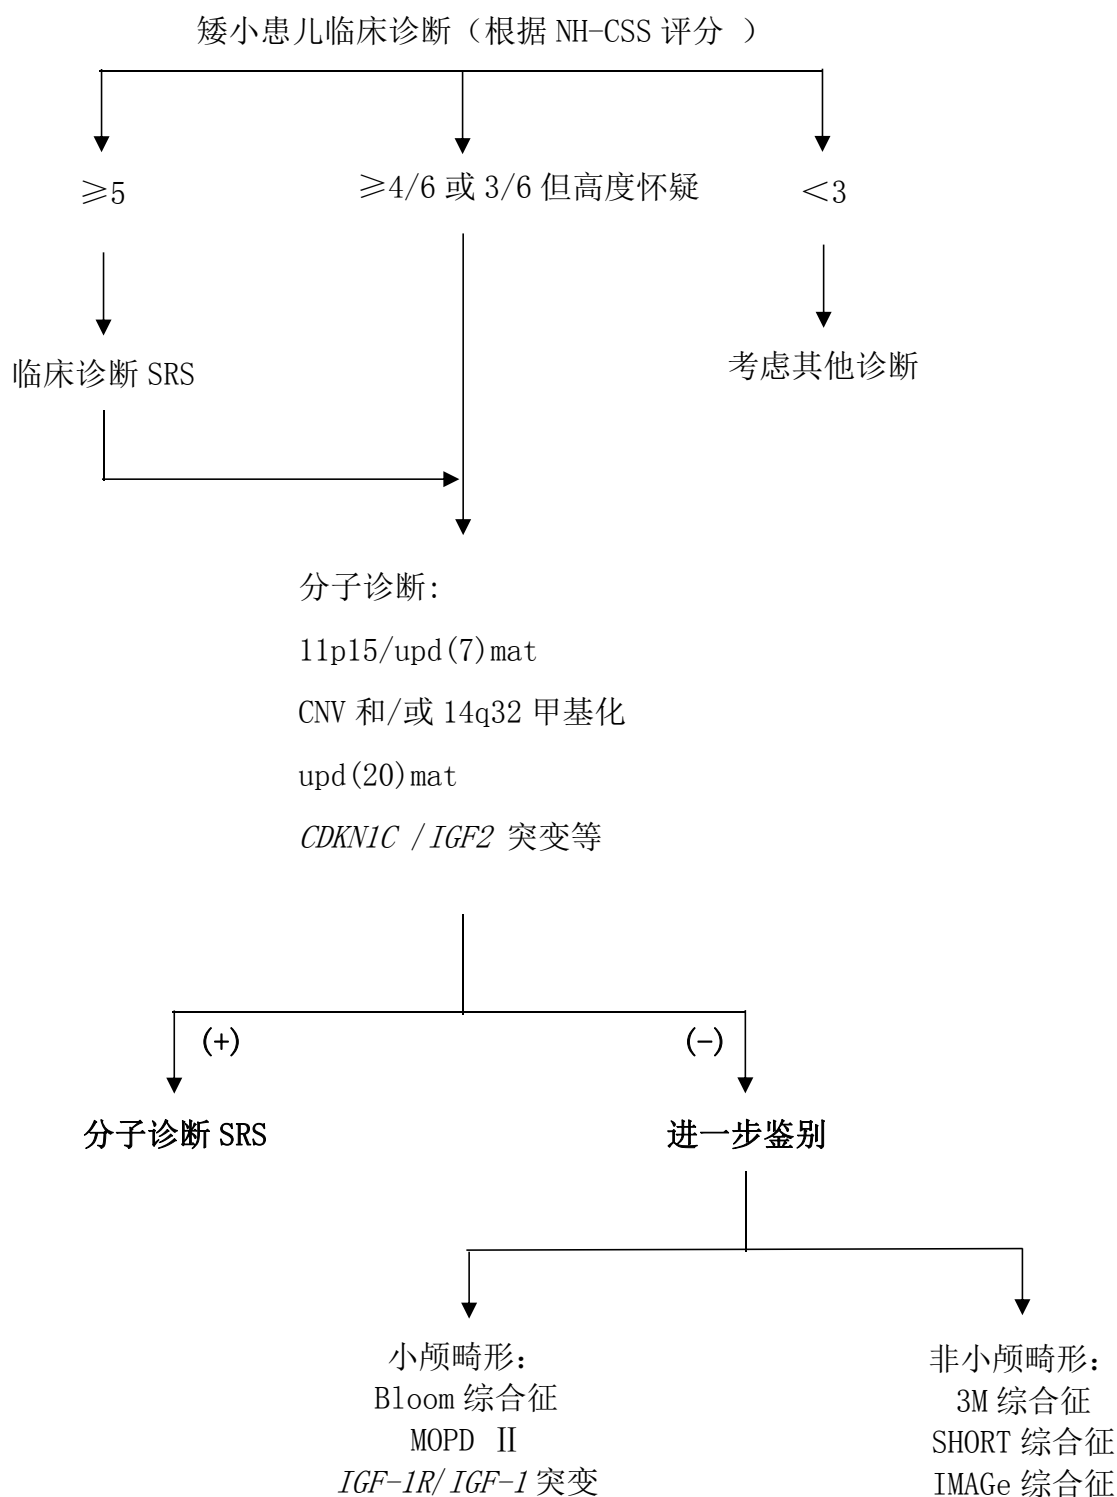 矮小患儿临床诊断（根据 NH-CSS 评分 ）
≥5
≥4/6 或 3/6 但高度怀疑
＜3
临床诊断 SRS
考虑其他诊断
分子诊断:
11p15/upd(7)mat
CNV 和/或 14q32 甲基化
upd(20)mat
CDKN1C /IGF2 突变等
(+)
(-)
分子诊断 SRS
进一步鉴别
小颅畸形：
Bloom 综合征
MOPD Ⅱ
IGF-1R/IGF-1 突变
非小颅畸形：
3M 综合征
SHORT 综合征
IMAGe 综合征